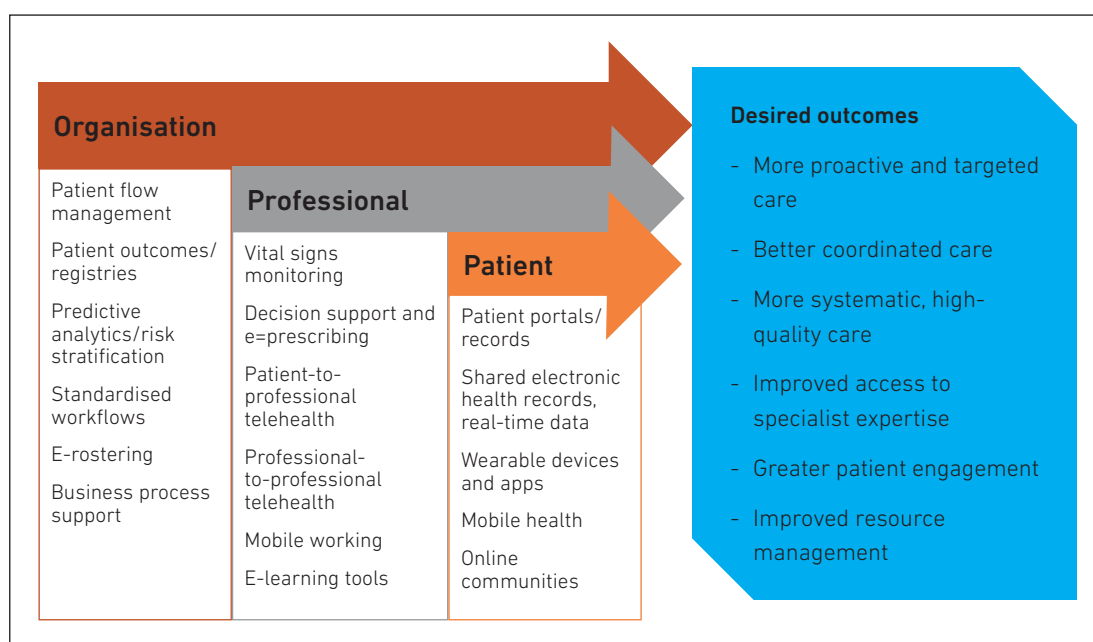 Organisation
Patient flow
management
Patient outcomes/
registries
Predictive
analytics/risk
stratification
Standardised
workflows
E-rostering
Business process
support
Professional
Vital signs
monitoring
Decision support and
e=prescribing
Patient-to-
professional
telehealth
Professional-
to-professional
telehealth
Mobile working
E-learning tools
Patient
Patient portals/
records
Shared electronic
health records,
real-time data
Wearable devices
and apps
Mobile health
Online
communities
Desired outcomes
- More proactive and targeted
care
- Better coordinated care
- More systematic, high-
quality care
- Improved access to
specialist expertise
- Greater patient engagement
- Improved resource
management